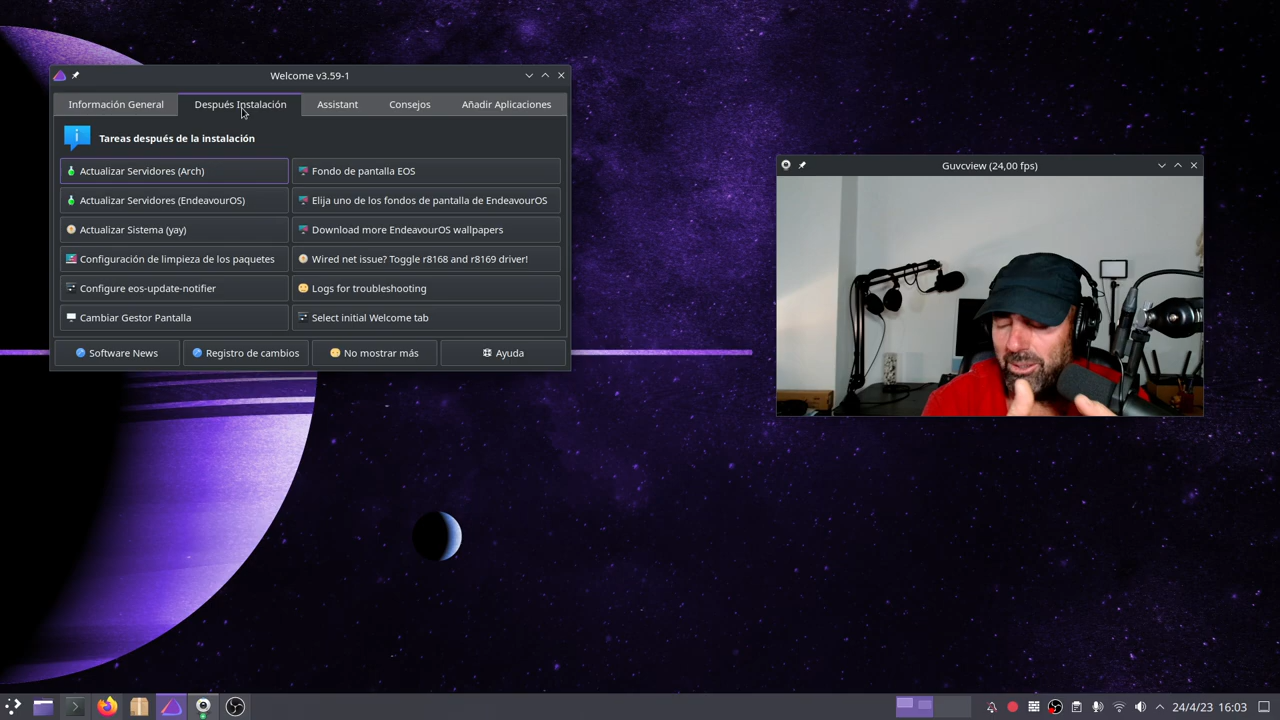 Welcome v3.59-1
Información General
Después Instalación
Assistant
Consejos
Añadir Aplicaciones
Tareas después de la instalación
Actualizar Servidores (Arch)
Fondo de pantalla EOS
Actualizar Servidores (EndeavourOS)
Elija uno de los fondos de pantalla de EndeavourOS
Actualizar Sistema (yay)
Download more EndeavourOS wallpapers
Configuración de limpieza de los paquetes
Wired net issue? Toggle r8168 and r8169 driver!
Configure eos-update-notifier
Logs for troubleshooting
Cambiar Gestor Pantalla
Select initial Welcome tab
Software News
Registro de cambios
No mostrar más
Ayuda
Guvcview (24,00 fps)
24/4/23 16:03